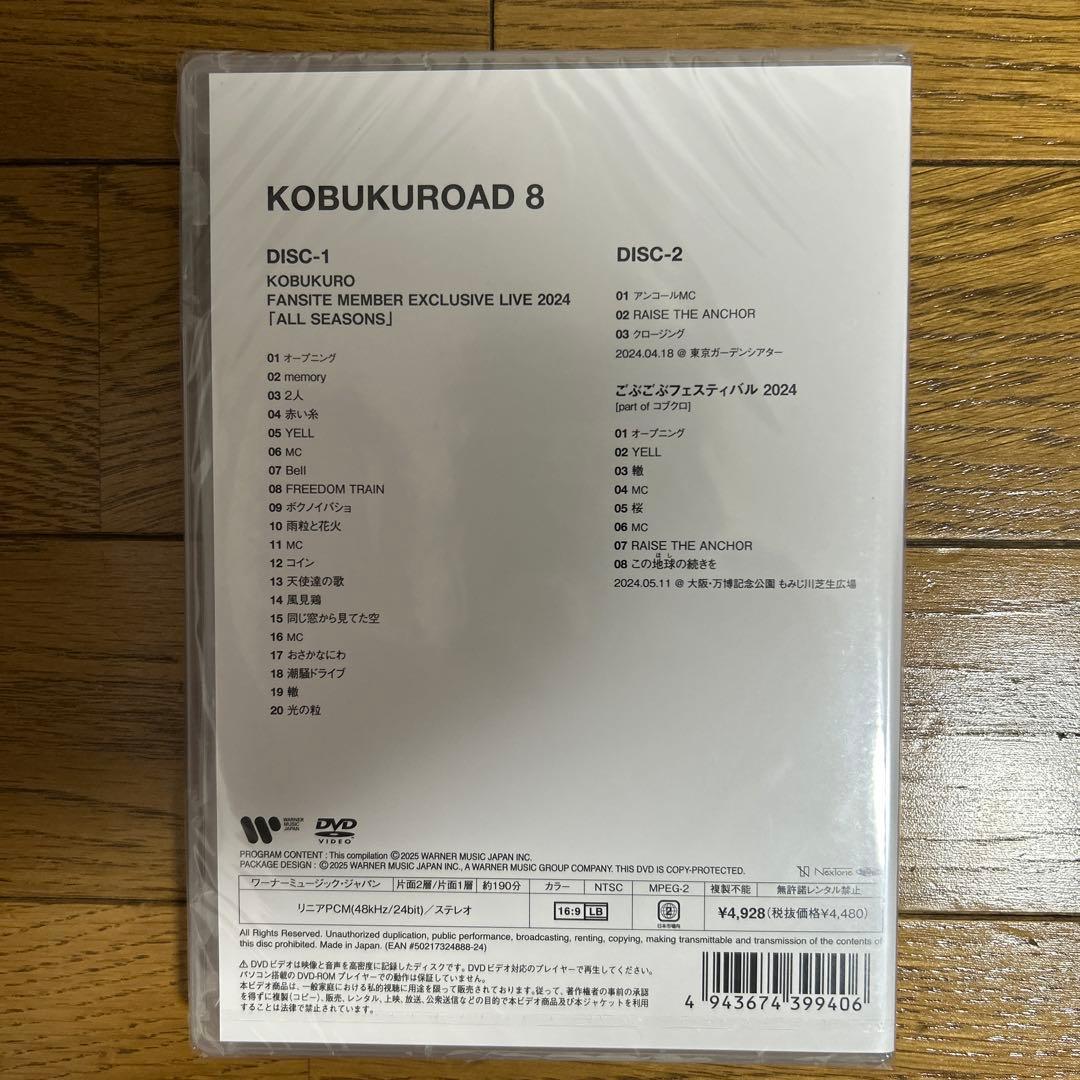 KOBUKUROAD 8
DISC-1
KOBUKURO
FANSITE MEMBER EXCLUSIVE LIVE 2024
「ALL SEASONS」
01 オープニング
02 memory
03 2人
04 赤い糸
05 YELL
06 MC
07 Bell
08 FREEDOM TRAIN
09 ボクノイバショ
10 雨粒と花火
11 MC
12 コイン
13 天使達の歌
14 風見鶏
15 同じ窓から見てた空
16 MC
17 おさかなにわ
18 潮騒ドライブ
19 轍
20 光の粒
DISC-2
01 アンコールMC
02 RAISE THE ANCHOR
03 クロージング
2024.04.18 @ 東京ガーデンシアター
ごぶごぶフェスティバル 2024
[part of コブクロ]
01 オープニング
02 YELL
03 轍
04 MC
05 桜
06 MC
07 RAISE THE ANCHOR
ほし
08 この地球の続きを
2024.05.11 @ 大阪・万博記念公園 もみじ川芝生広場
WARNER
MUSIC
JAPAN
DVD
VIDEO
PROGRAM CONTENT : This compilation Ⓒ2025 WARNER MUSIC JAPAN INC.
PACKAGE DESIGN : Ⓒ2025 WARNER MUSIC JAPAN INC., A WARNER MUSIC GROUP COMPANY. THIS DVD IS COPY-PROTECTED.
NexTone
ワーナーミュージック・ジャパン 片面2層/片面1層 約190分 カラー NTSC MPEG-2 複製不能 無許諾レンタル禁止
リニアPCM(48kHz/24bit)/ステレオ 16:9 LB 2 日本市場向 ¥4,928(税抜価格¥4,480)
All Rights Reserved. Unauthorized duplication, public performance, broadcasting, renting, copying, making transmittable and transmission of the contents of
this disc prohibited. Made in Japan. (EAN #50217324888-24)
⚠DVDビデオは映像と音声を高密度に記録したディスクです。DVDビデオ対応のプレイヤーで再生してください。
パソコン搭載のDVD-ROMプレイヤーでの動作は保証していません。
本ビデオ商品は、一般家庭における私的視聴に用途を限って販売されております。従って、著作権者の事前の承認
を得ずに複製(コピー)、販売、レンタル、上映、放送、公衆送信などの目的で本ビデオ商品及び本ジャケットを利用
することは法律で禁止されています。
4 943674 399406